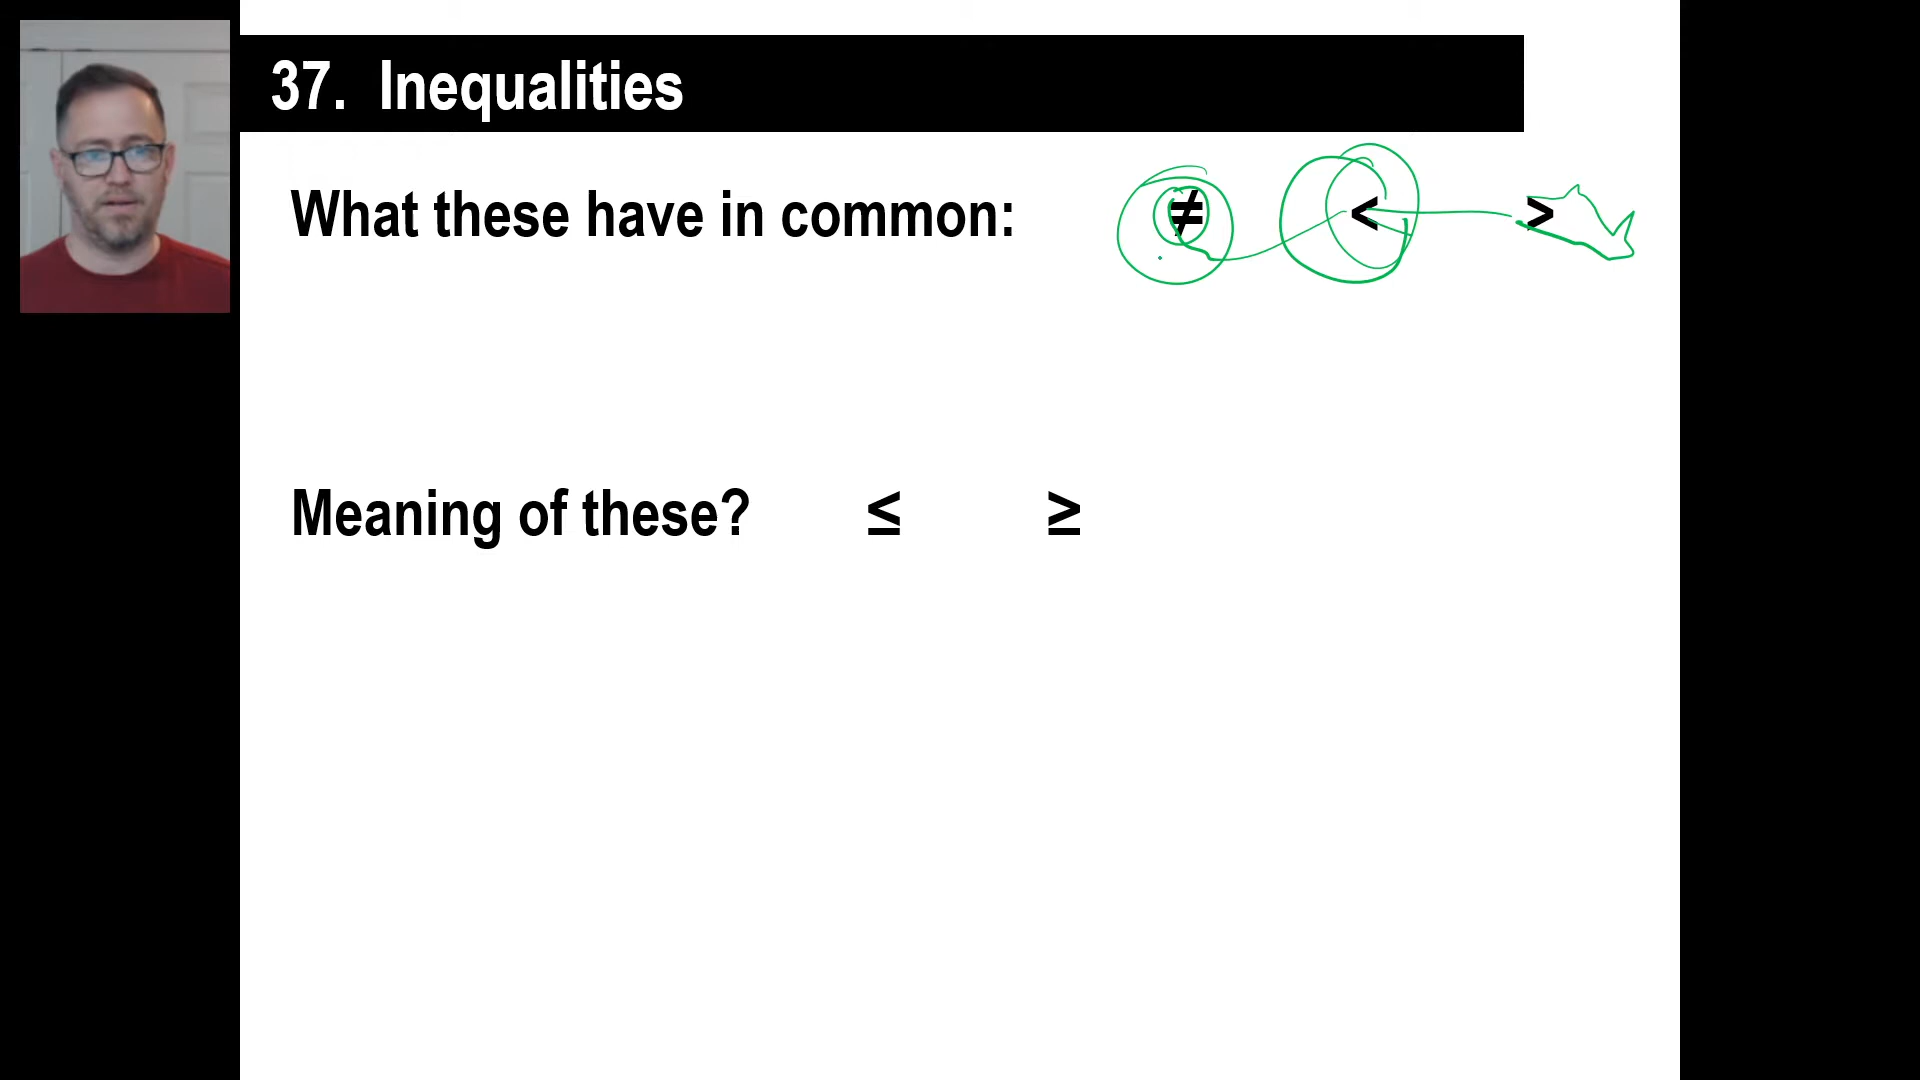 37. Inequalities
What these have in common: ≠ < >
Meaning of these? ≤ ≥